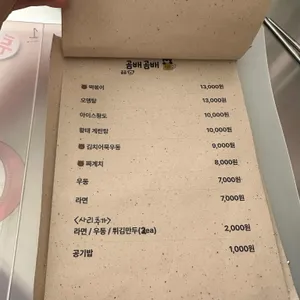 곰배곰배
떡볶이 13,000원
오뎅탕 13,000원
아이스황도 10,000원
황태 계란탕 10,000원
김치어묵우동 9,000원
찌게치 8,000원
우동 7,000원
라면 7,000원
<사리추가>
라면 / 우동 / 튀김만두(2ea) 2,000원
공기밥 1,000원